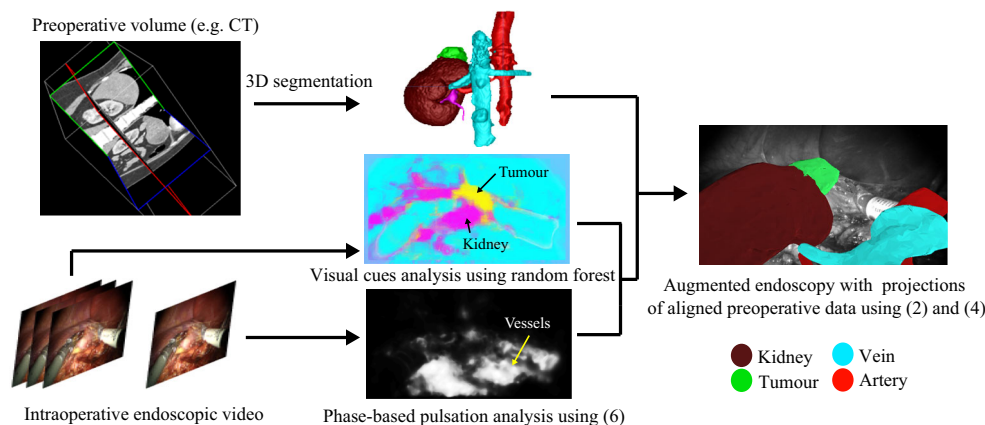 Preoperative volume (e.g. CT)
3D segmentation
Tumour
Kidney
Visual cues analysis using random forest
Vessels
Intraoperative endoscopic video
Phase-based pulsation analysis using (6)
Augmented endoscopy with projections
of aligned preoperative data using (2) and (4)
Kidney
Vein
Tumour
Artery